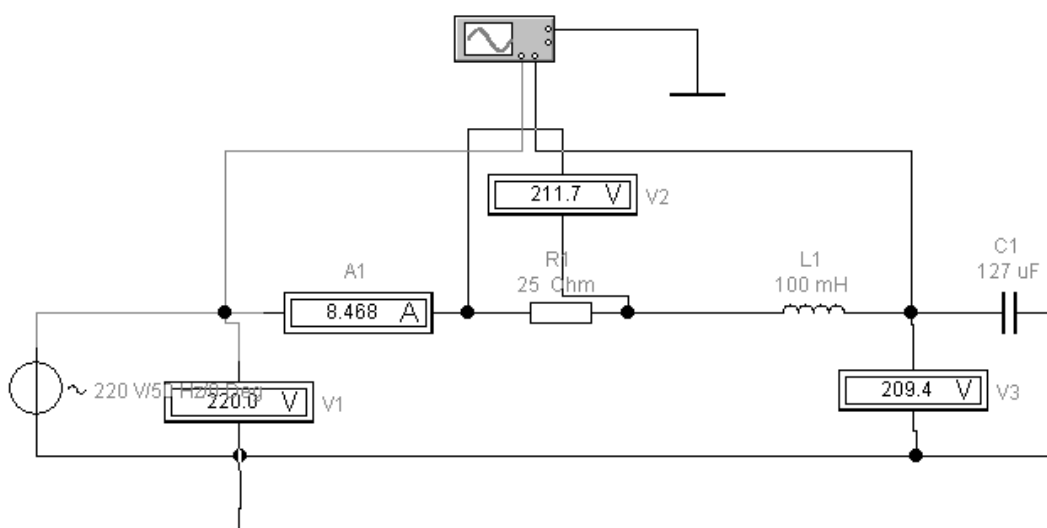 211.7 V
V2
A1
8.468 A
R1
25 Ohm
L1
100 mH
C1
127 uF
220 V/50 Hz/0 Deg
220.0 V
V1
209.4 V
V3